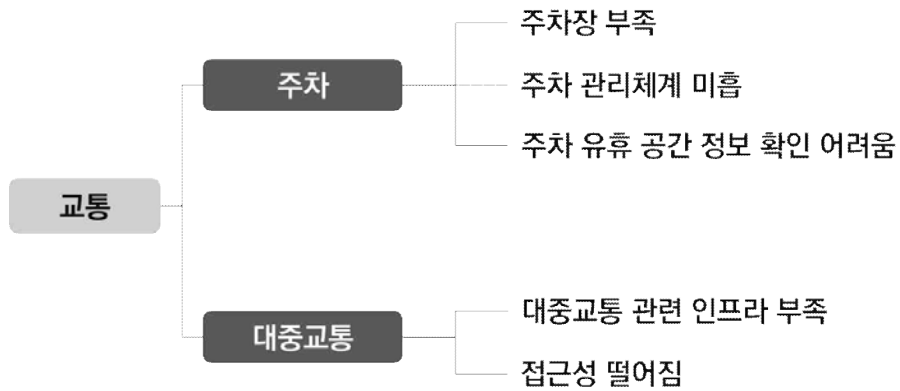 교통
주차
주차장 부족
주차 관리체계 미흡
주차 유휴 공간 정보 확인 어려움
대중교통
대중교통 관련 인프라 부족
접근성 떨어짐